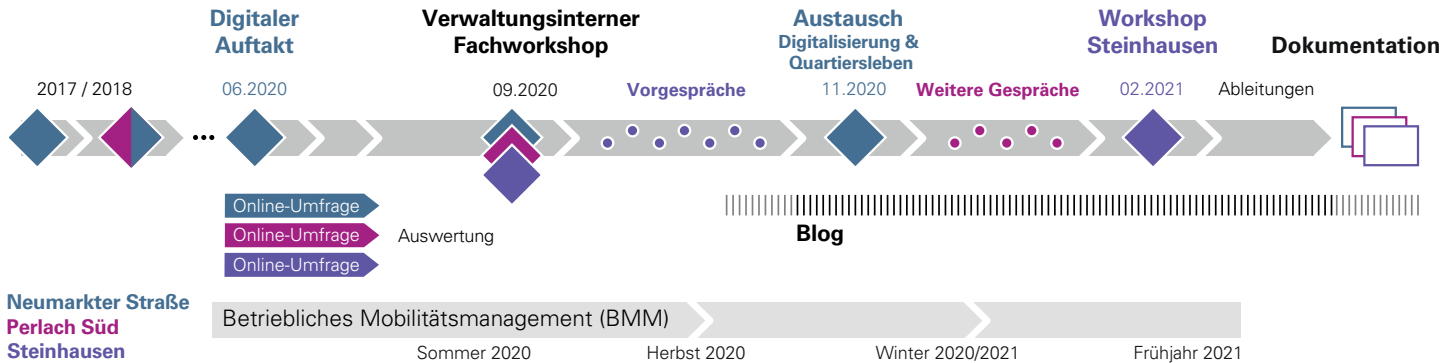 Digitaler
Auftakt
Verwaltungsinterner
Fachworkshop
Austausch
Digitalisierung &
Quartiersleben
Workshop
Steinhausen
Dokumentation
2017 / 2018
06.2020
09.2020
Vorgespräche
11.2020
Weitere Gespräche
02.2021
Ableitungen
...
Online-Umfrage
Online-Umfrage
Auswertung
Online-Umfrage
Blog
Neumarkter Straße
Perlach Süd
Steinhausen
Betriebliches Mobilitätsmanagement (BMM)
Sommer 2020
Herbst 2020
Winter 2020/2021
Frühjahr 2021